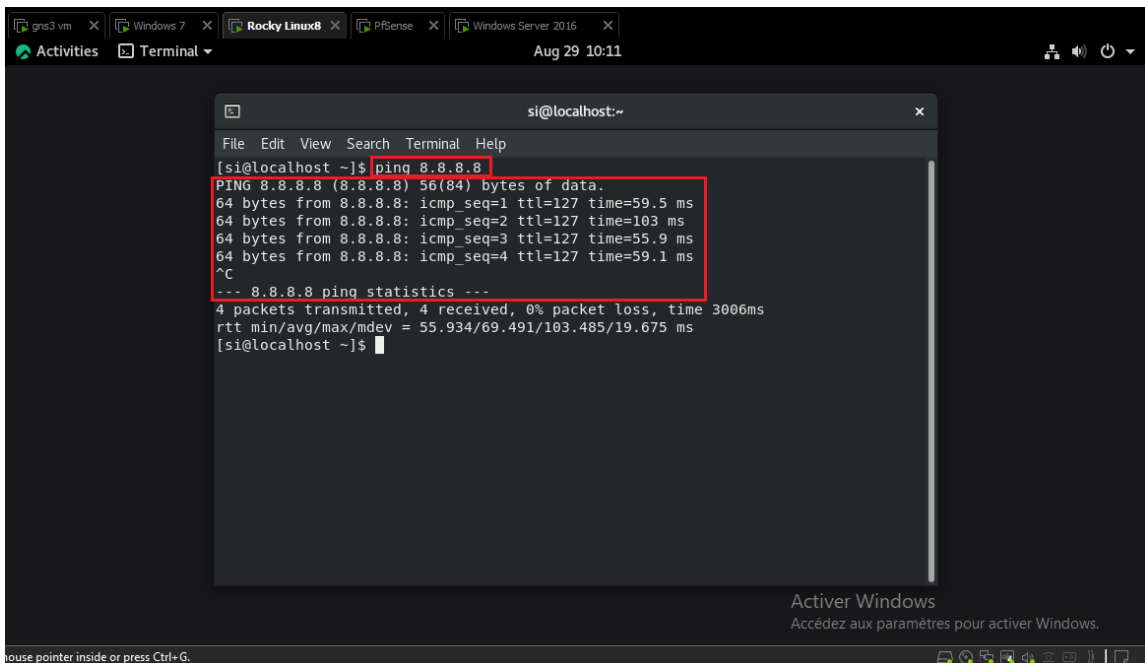 gns3 vm
Windows 7
Rocky Linux8
PfSense
Windows Server 2016
Activities
Terminal
Aug 29 10:11
si@localhost:~
File Edit View Search Terminal Help
[si@localhost ~]$ ping 8.8.8.8
PING 8.8.8.8 (8.8.8.8) 56(84) bytes of data.
64 bytes from 8.8.8.8: icmp_seq=1 ttl=127 time=59.5 ms
64 bytes from 8.8.8.8: icmp_seq=2 ttl=127 time=103 ms
64 bytes from 8.8.8.8: icmp_seq=3 ttl=127 time=55.9 ms
64 bytes from 8.8.8.8: icmp_seq=4 ttl=127 time=59.1 ms
^C
--- 8.8.8.8 ping statistics ---
4 packets transmitted, 4 received, 0% packet loss, time 3006ms
rtt min/avg/max/mdev = 55.934/69.491/103.485/19.675 ms
[si@localhost ~]$
Activer Windows
Accédez aux paramètres pour activer Windows.
ouse pointer inside or press Ctrl+G.